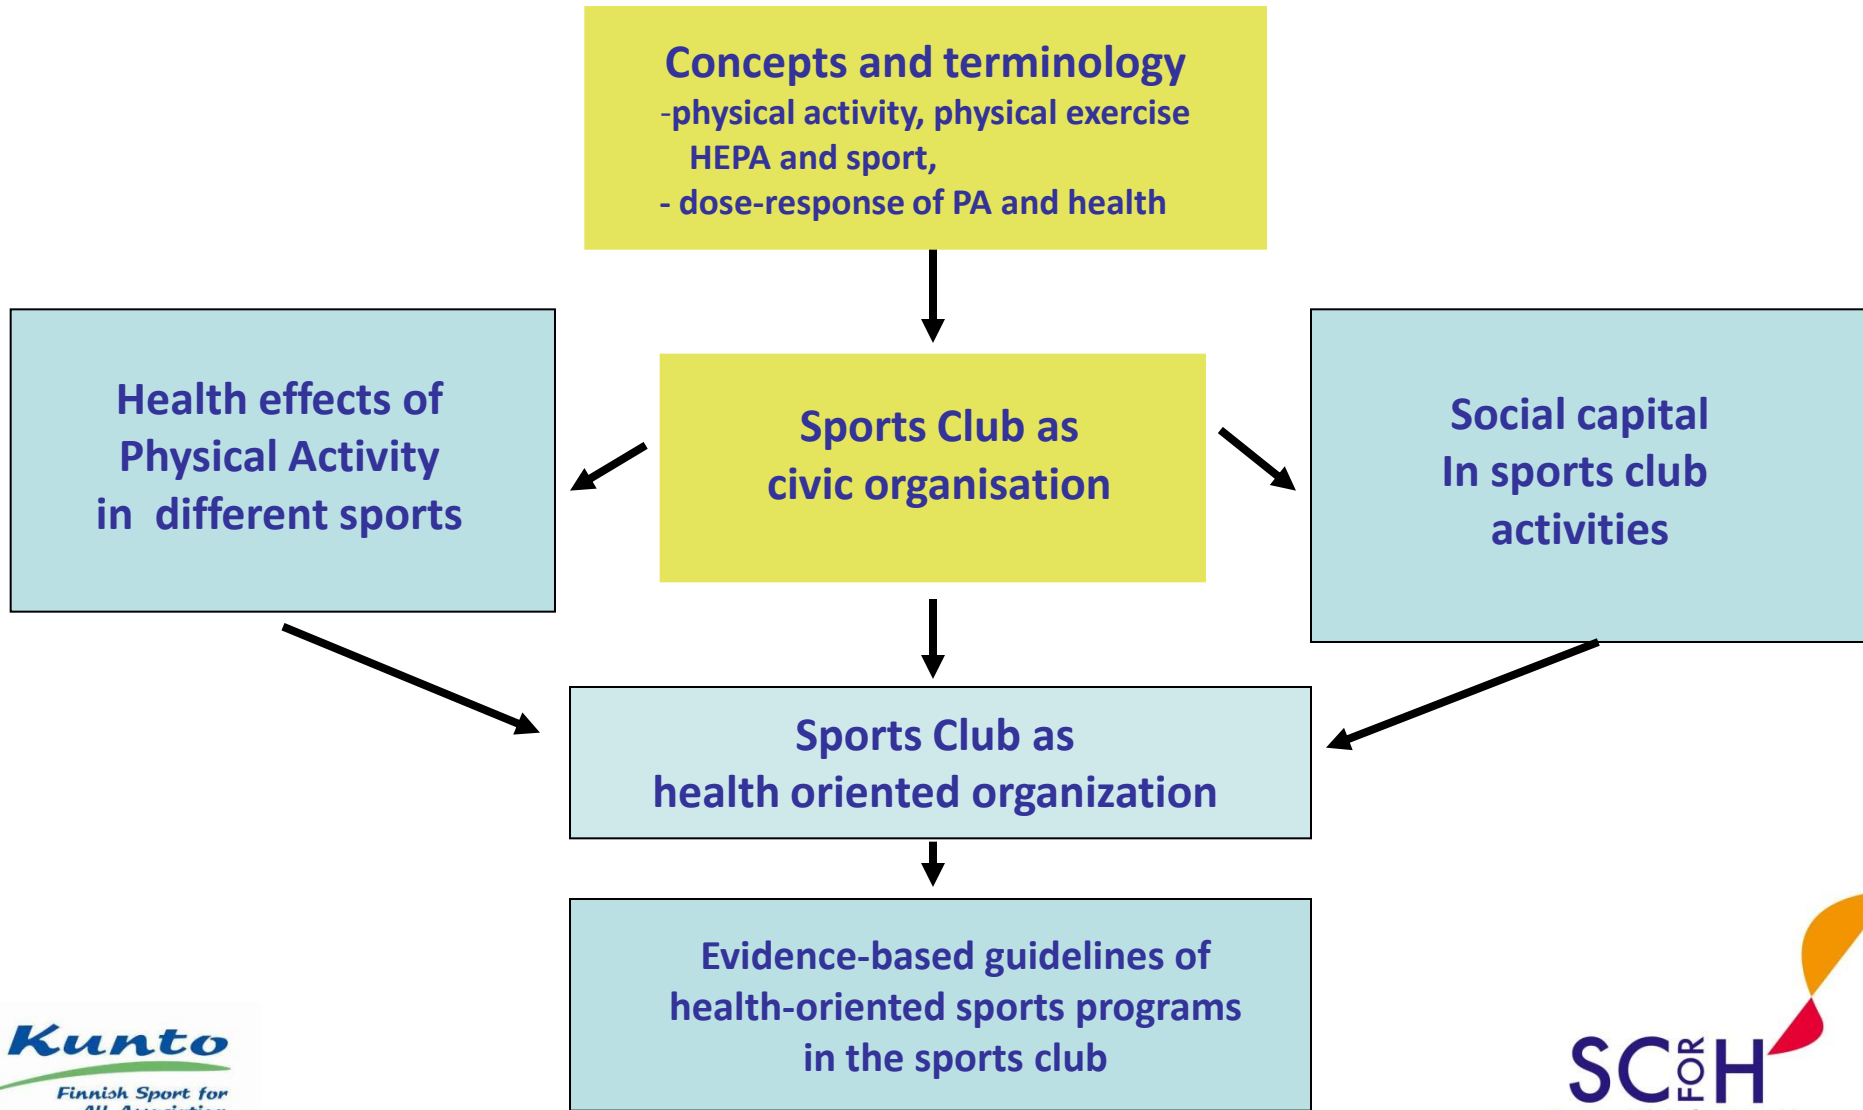 Concepts and terminology
-physical activity, physical exercise
HEPA and sport,
- dose-response of PA and health
Health effects of
Physical Activity
in different sports
Sports Club as
civic organisation
Social capital
In sports club
activities
Sports Club as
health oriented organization
Evidence-based guidelines of
health-oriented sports programs
in the sports club
Kunto
Finnish Sport for
All Association
SC FOR H